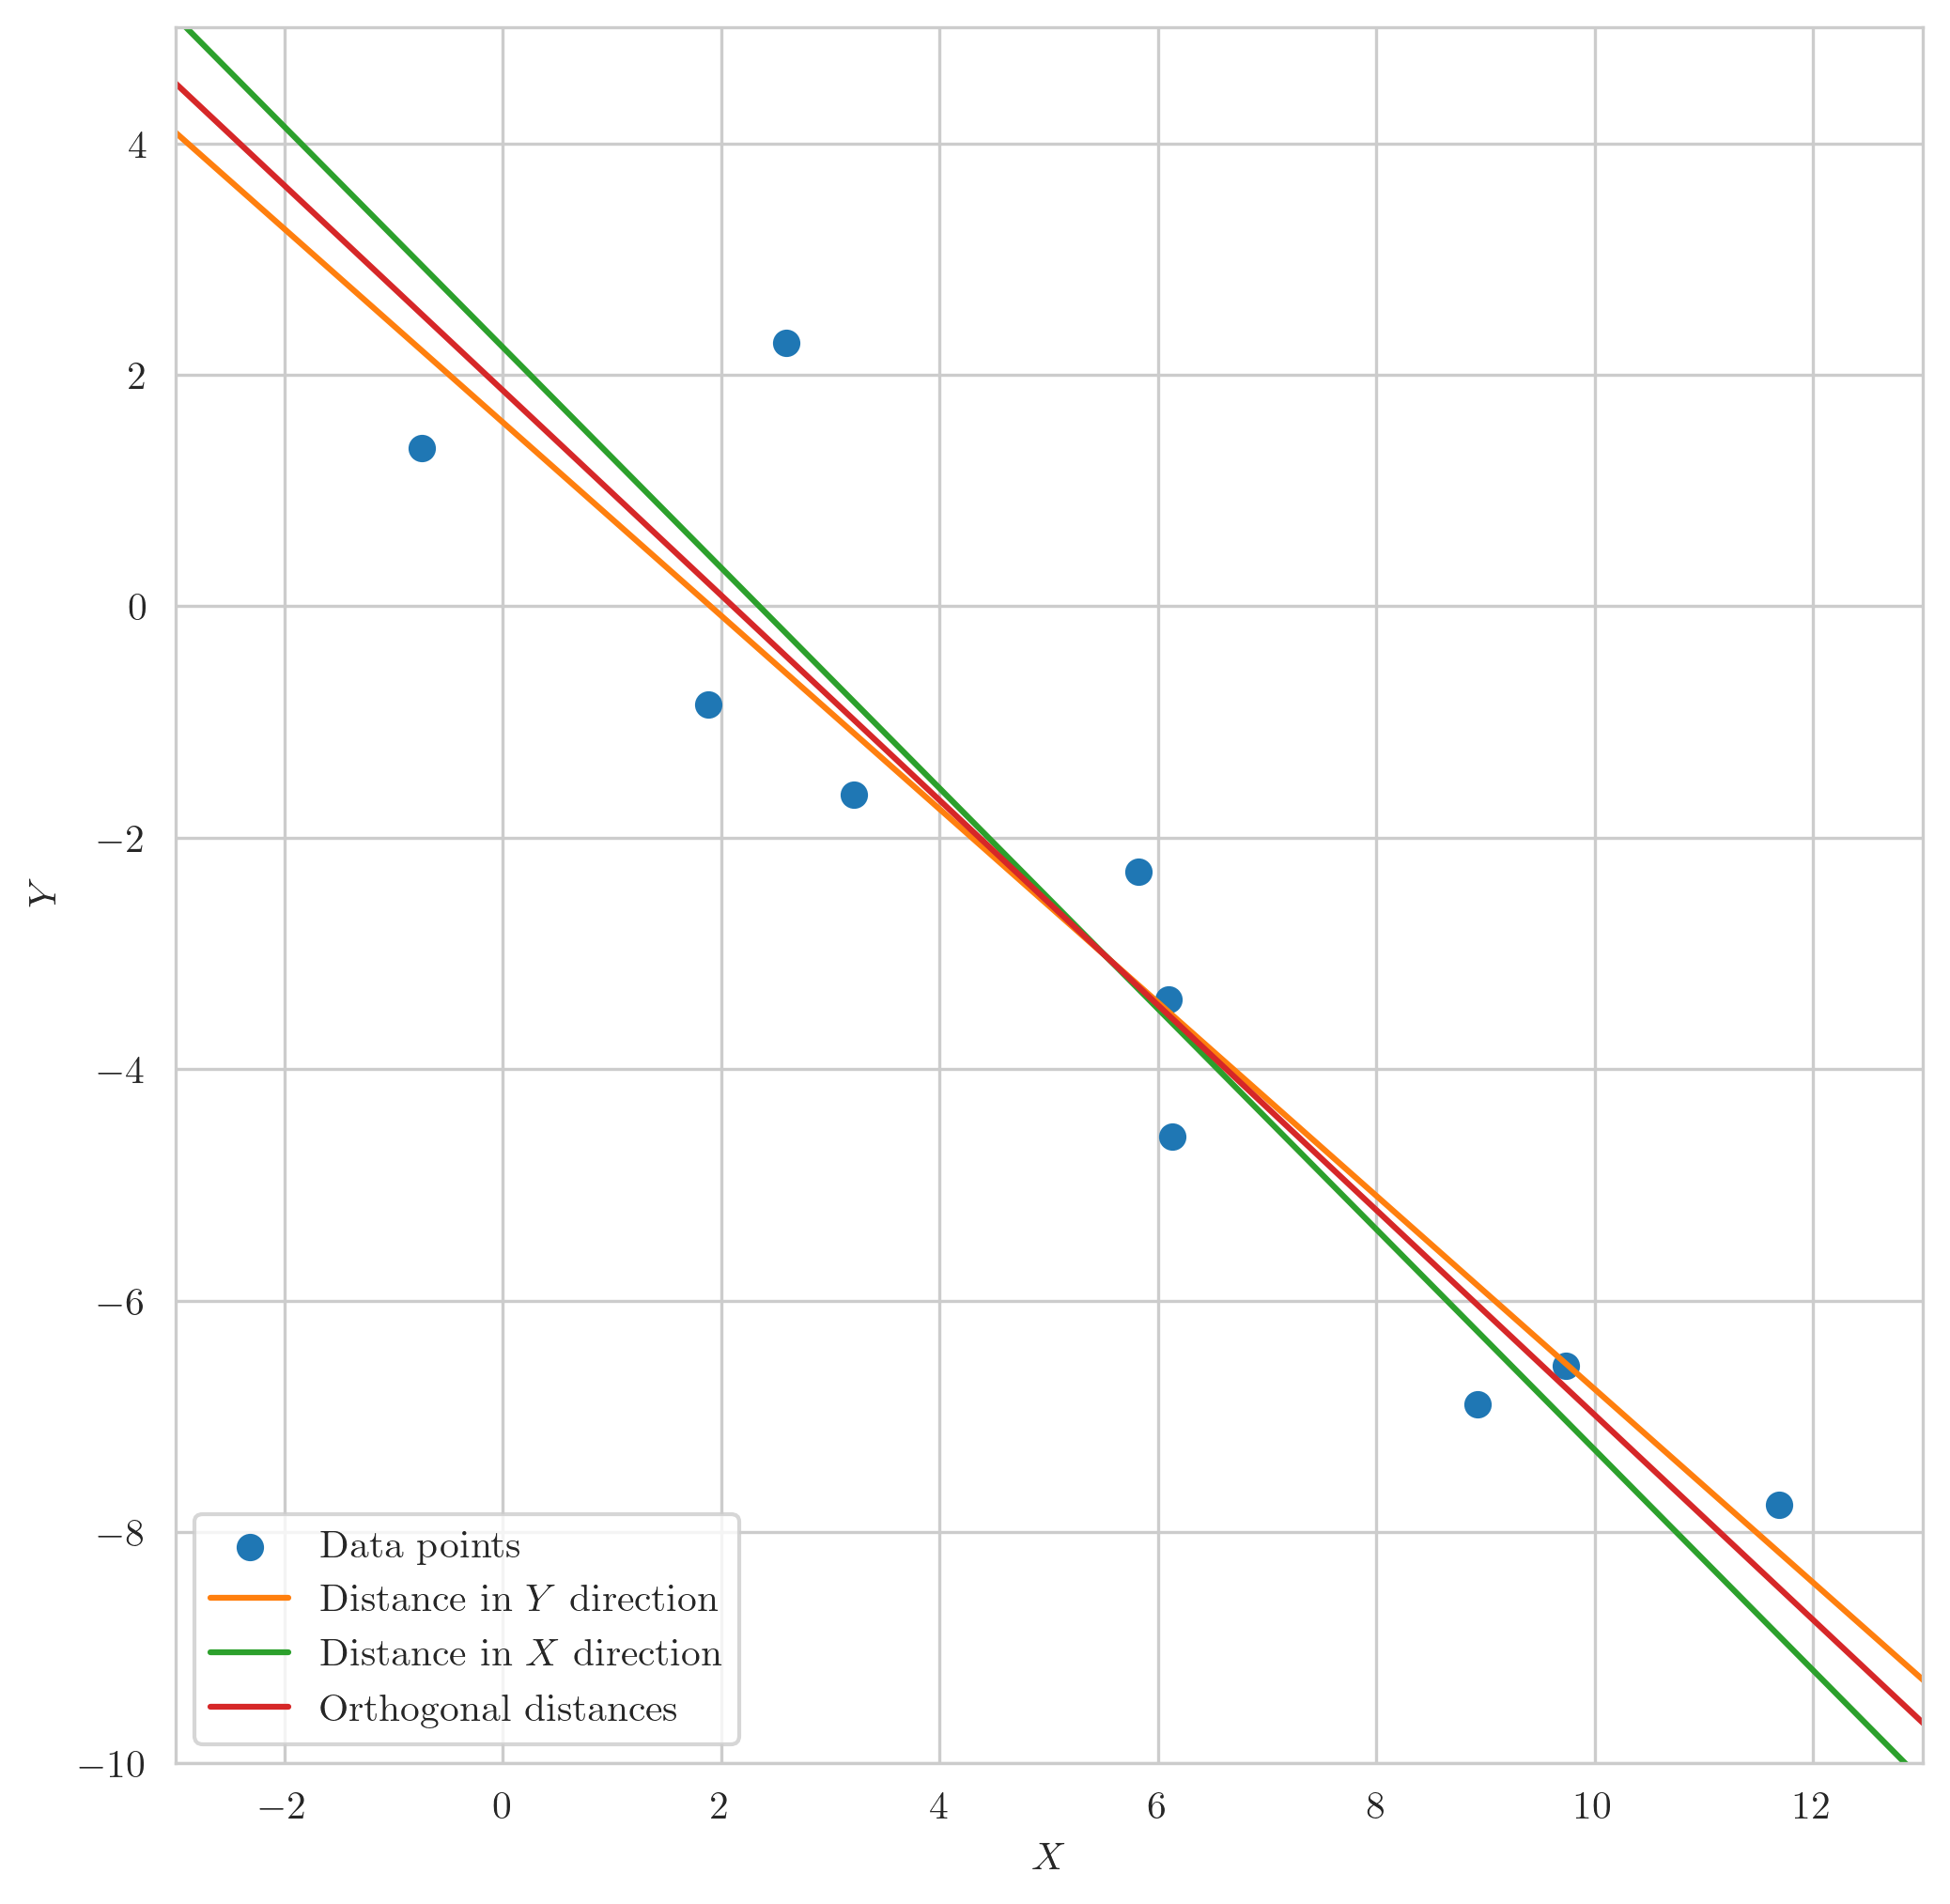 4
2
0
−2
−4
−6
−8
−10
Y
Data points
Distance in Y direction
Distance in X direction
Orthogonal distances
−2 0 2 4 6 8 10 12
X